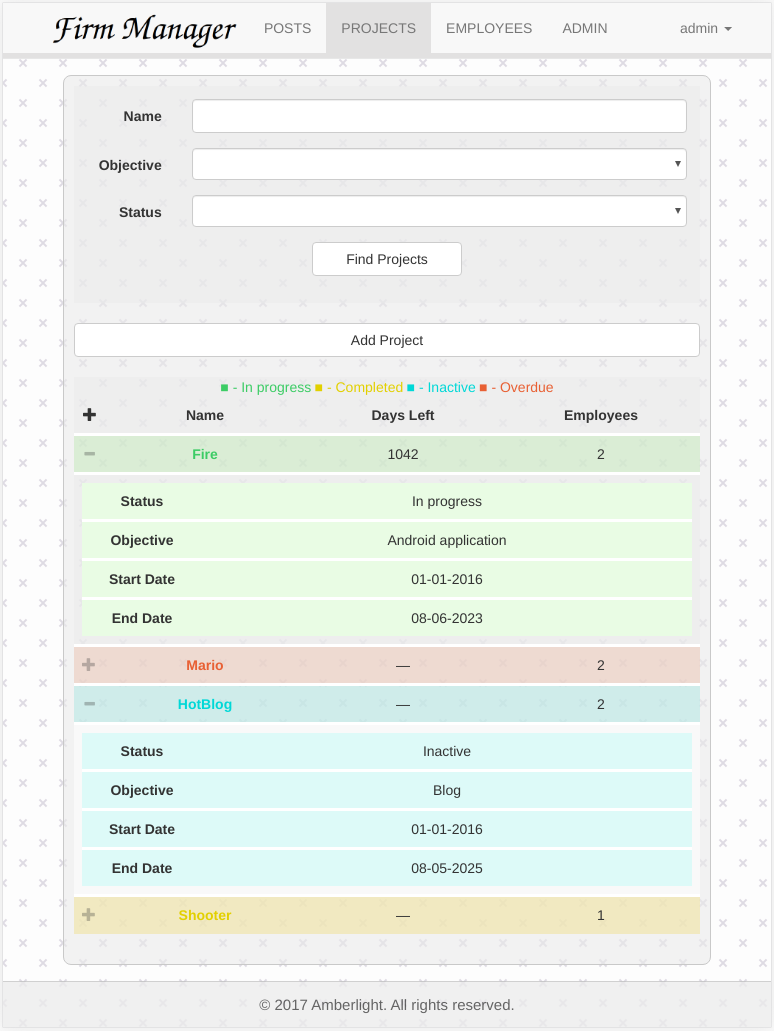 Firm Manager POSTS PROJECTS EMPLOYEES ADMIN admin
Name
Objective
Status
Find Projects
Add Project
■ - In progress ■ - Completed ■ - Inactive ■ - Overdue
Name Days Left Employees
Fire 1042 2
Status In progress
Objective Android application
Start Date 01-01-2016
End Date 08-06-2023
Mario — 2
HotBlog — 2
Status Inactive
Objective Blog
Start Date 01-01-2016
End Date 08-05-2025
Shooter — 1
© 2017 Amberlight. All rights reserved.